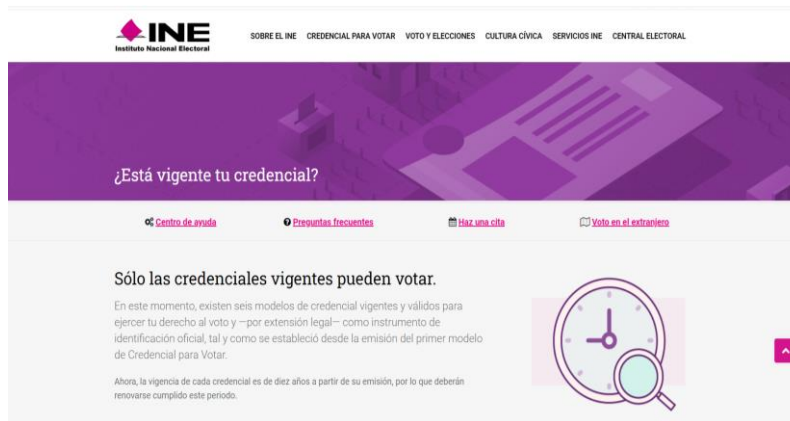 INE
Instituto Nacional Electoral
SOBRE EL INE CREDENCIAL PARA VOTAR VOTO Y ELECCIONES CULTURA CÍVICA SERVICIOS INE CENTRAL ELECTORAL
¿Está vigente tu credencial?
Centro de ayuda Preguntas frecuentes Haz una cita Voto en el extranjero
Sólo las credenciales vigentes pueden votar.
En este momento, existen seis modelos de credencial vigentes y válidos para
ejercer tu derecho al voto y —por extensión legal— como instrumento de
identificación oficial, tal y como se estableció desde la emisión del primer modelo
de Credencial para Votar.
Ahora, la vigencia de cada credencial es de diez años a partir de su emisión, por lo que deberán
renovarse cumplido este periodo.